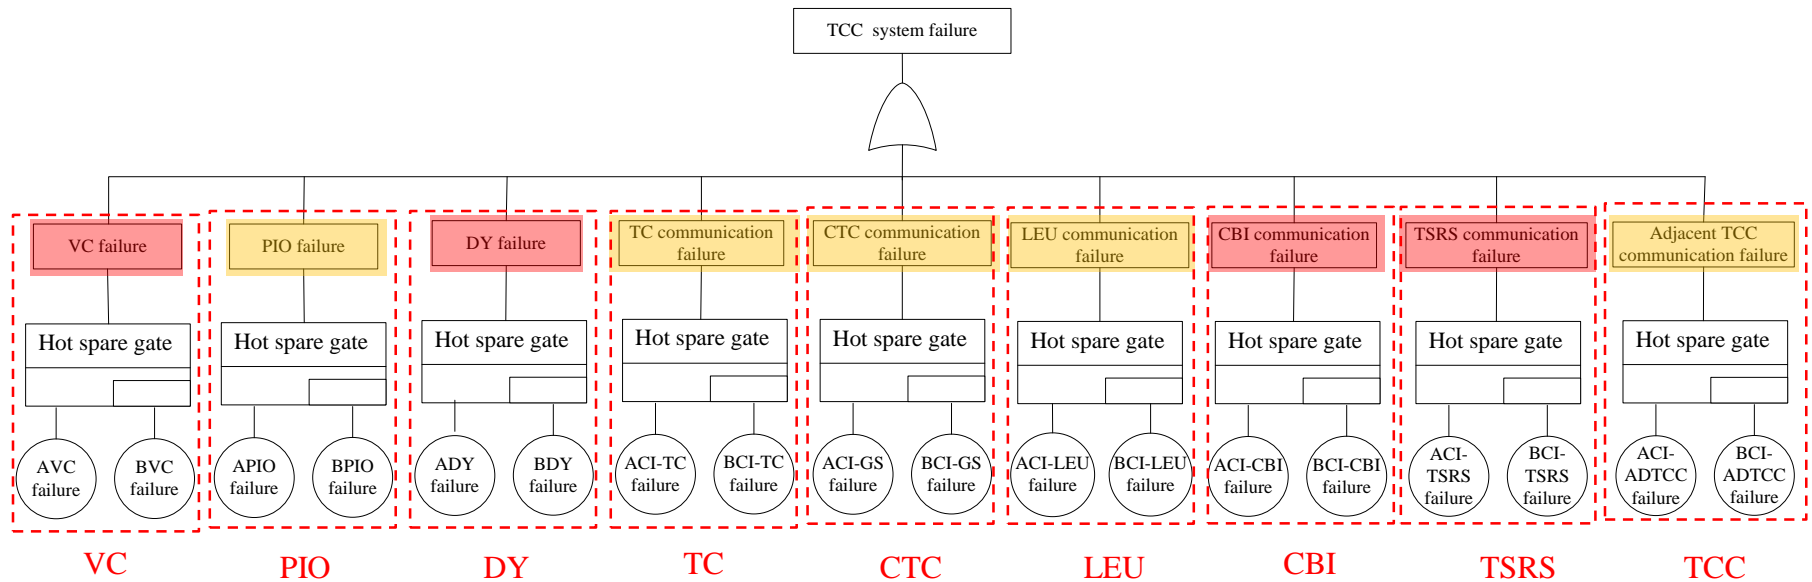 TCC system failure
VC failure
PIO failure
DY failure
TC communication
failure
CTC communication
failure
LEU communication
failure
CBI communication
failure
TSRS communication
failure
Adjacent TCC
communication failure
Hot spare gate
Hot spare gate
Hot spare gate
Hot spare gate
Hot spare gate
Hot spare gate
Hot spare gate
Hot spare gate
Hot spare gate
AVC
failure
BVC
failure
APIO
failure
BPIO
failure
ADY
failure
BDY
failure
ACI-TC
failure
BCI-TC
failure
ACI-GS
failure
BCI-GS
failure
ACI-LEU
failure
BCI-LEU
failure
ACI-CBI
failure
BCI-CBI
failure
ACI-
TSRS
failure
BCI-
TSRS
failure
ACI-
ADTCC
failure
BCI-
ADTCC
failure
VC
PIO
DY
TC
CTC
LEU
CBI
TSRS
TCC